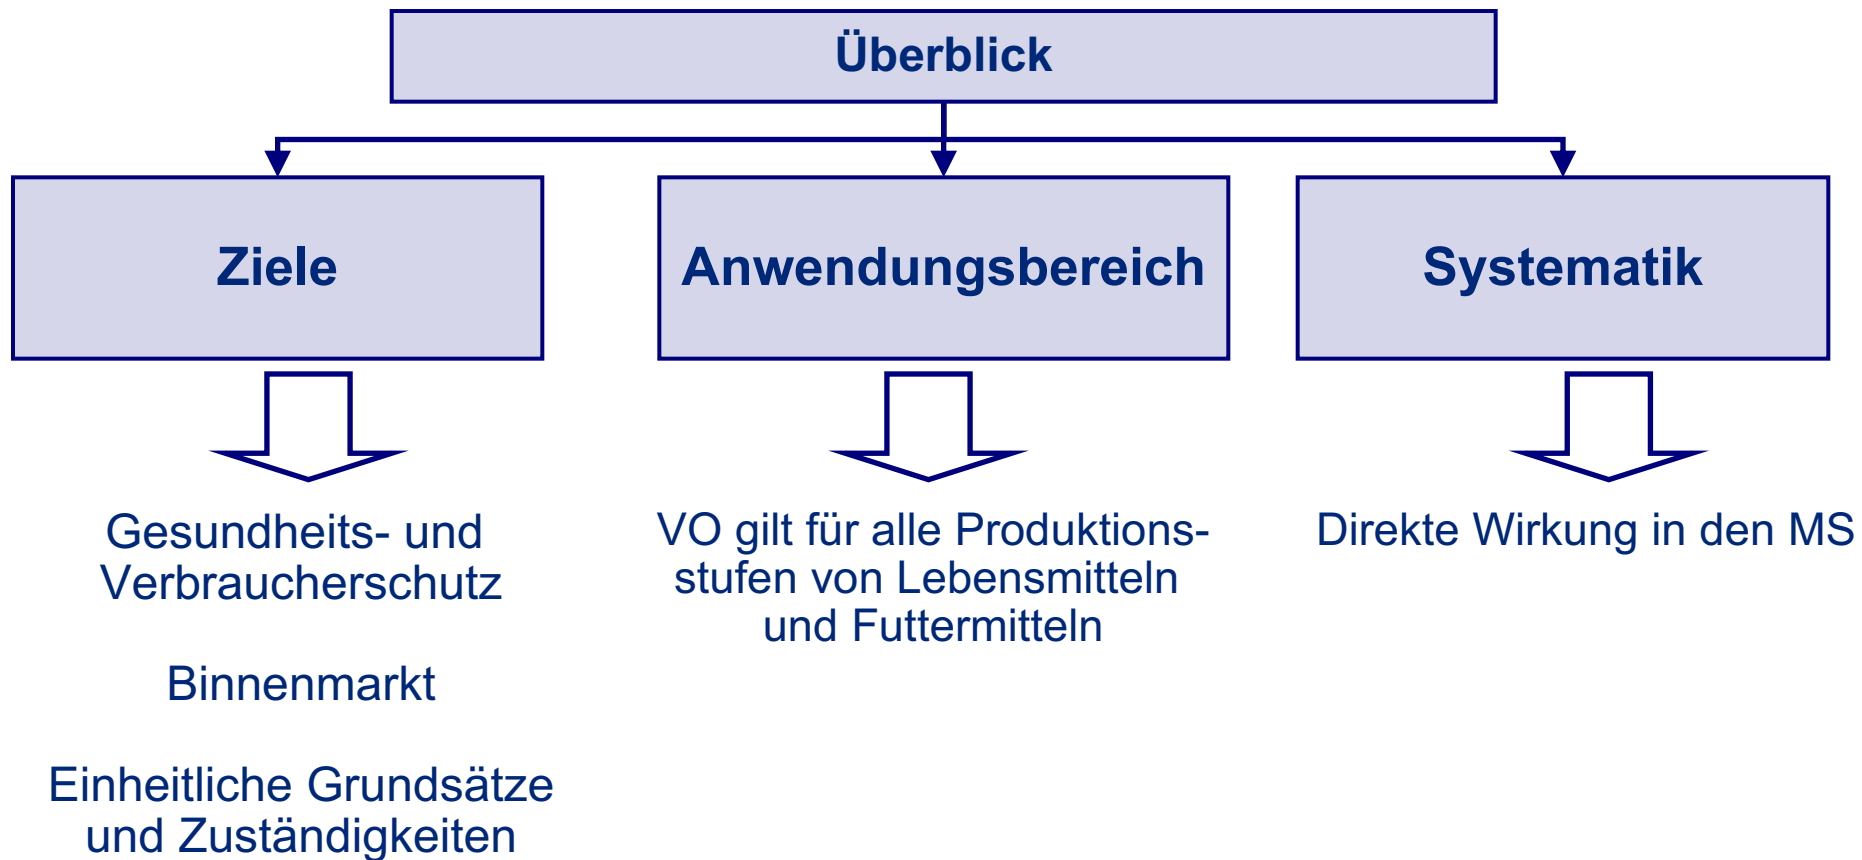 Überblick
Ziele
Anwendungsbereich
Systematik
Gesundheits- und
Verbraucherschutz
Binnenmarkt
Einheitliche Grundsätze
und Zuständigkeiten
VO gilt für alle Produktions-
stufen von Lebensmitteln
und Futtermitteln
Direkte Wirkung in den MS